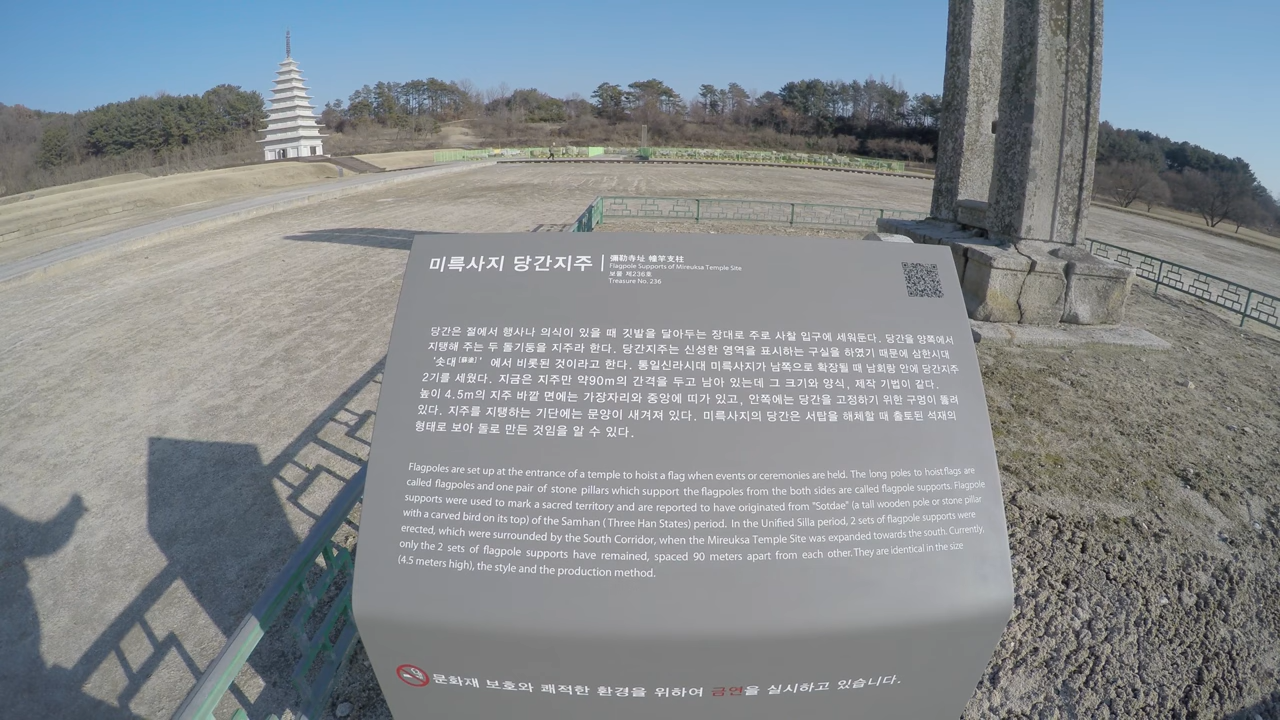 미륵사지 당간지주
彌勒寺址 幢竿支柱
Flagpole Supports of Mireuksa Temple Site
보물 제236호
Treasure No. 236
당간은 절에서 행사나 의식이 있을 때 깃발을 달아두는 장대로 주로 사찰 입구에 세워둔다. 당간을 양쪽에서
지탱해 주는 두 돌기둥을 지주라 한다. 당간지주는 신성한 영역을 표시하는 구실을 하였기 때문에 삼한시대
'솟대[蘇塗]' 에서 비롯된 것이라고 한다. 통일신라시대 미륵사지가 남쪽으로 확장될 때 남회랑 안에 당간지주
2기를 세웠다. 지금은 지주만 약90m의 간격을 두고 남아 있는데 그 크기와 양식, 제작 기법이 같다.
높이 4.5m의 지주 바깥 면에는 가장자리와 중앙에 띠가 있고, 안쪽에는 당간을 고정하기 위한 구멍이 뚫려
있다. 지주를 지탱하는 기단에는 문양이 새겨져 있다. 미륵사지의 당간은 서탑을 해체할 때 출토된 석재의
형태로 보아 돌로 만든 것임을 알 수 있다.
Flagpoles are set up at the entrance of a temple to hoist a flag when events or ceremonies are held. The long poles to hoist flags are
called flagpoles and one pair of stone pillars which support the flagpoles from the both sides are called flagpole supports. Flagpole
supports were used to mark a sacred territory and are reported to have originated from "Sotdae" (a tall wooden pole or stone pillar
with a carved bird on its top) of the Samhan ( Three Han States) period. In the Unified Silla period, 2 sets of flagpole supports were
erected, which were surrounded by the South Corridor, when the Mireuksa Temple Site was expanded towards the south. Currently,
only the 2 sets of flagpole supports have remained, spaced 90 meters apart from each other. They are identical in the size
(4.5 meters high), the style and the production method.
문화재 보호와 쾌적한 환경을 위하여 금연을 실시하고 있습니다.